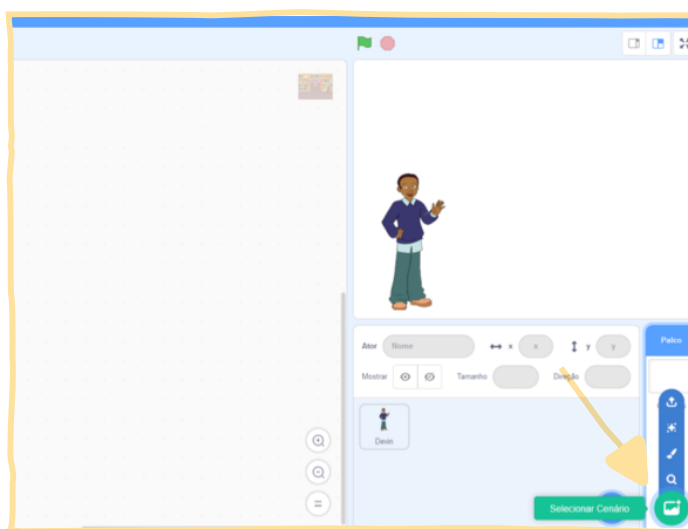 Ator Nome x x y y
Palco
Mostrar Tamanho Direção
Devin
Selecionar Cenário